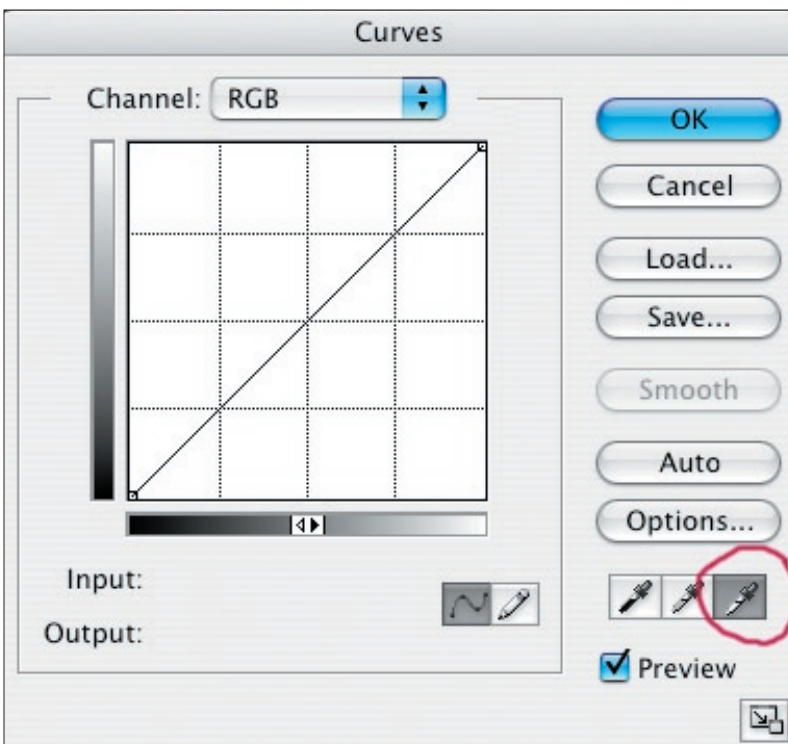 Curves
Channel: RGB
OK
Cancel
Load...
Save...
Smooth
Auto
Options...
Input:
Output:
Preview